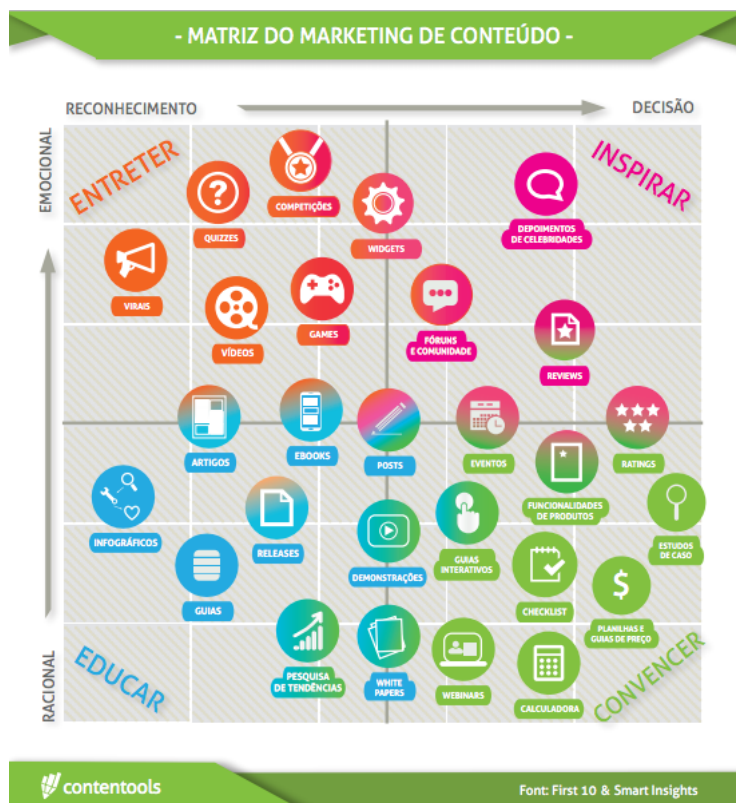 - MATRIZ DO MARKETING DE CONTEÚDO -
RECONHECIMENTO
DECISÃO
EMOCIONAL
RACIONAL
ENTRETER
INSPIRAR
COMPETIÇÕES
QUIZZES
WIDGETS
DEPOIMENTOS
DE CELEBRIDADES
VIRAIS
GAMES
VÍDEOS
FÓRUNS
E COMUNIDADE
REVIEWS
ARTIGOS
EBOOKS
POSTS
EVENTOS
RATINGS
FUNCIONALIDADES
DE PRODUTOS
INFOGRÁFICOS
RELEASES
GUIAS
INTERATIVOS
ESTUDOS
DE CASO
DEMONSTRAÇÕES
GUIAS
CHECKLIST
PLANILHAS E
GUIAS DE PREÇO
EDUCAR
PESQUISA
DE TENDÊNCIAS
WHITE
PAPERS
WEBINARS
CALCULADORA
CONVENCER
contentools
Font: First 10 & Smart Insights